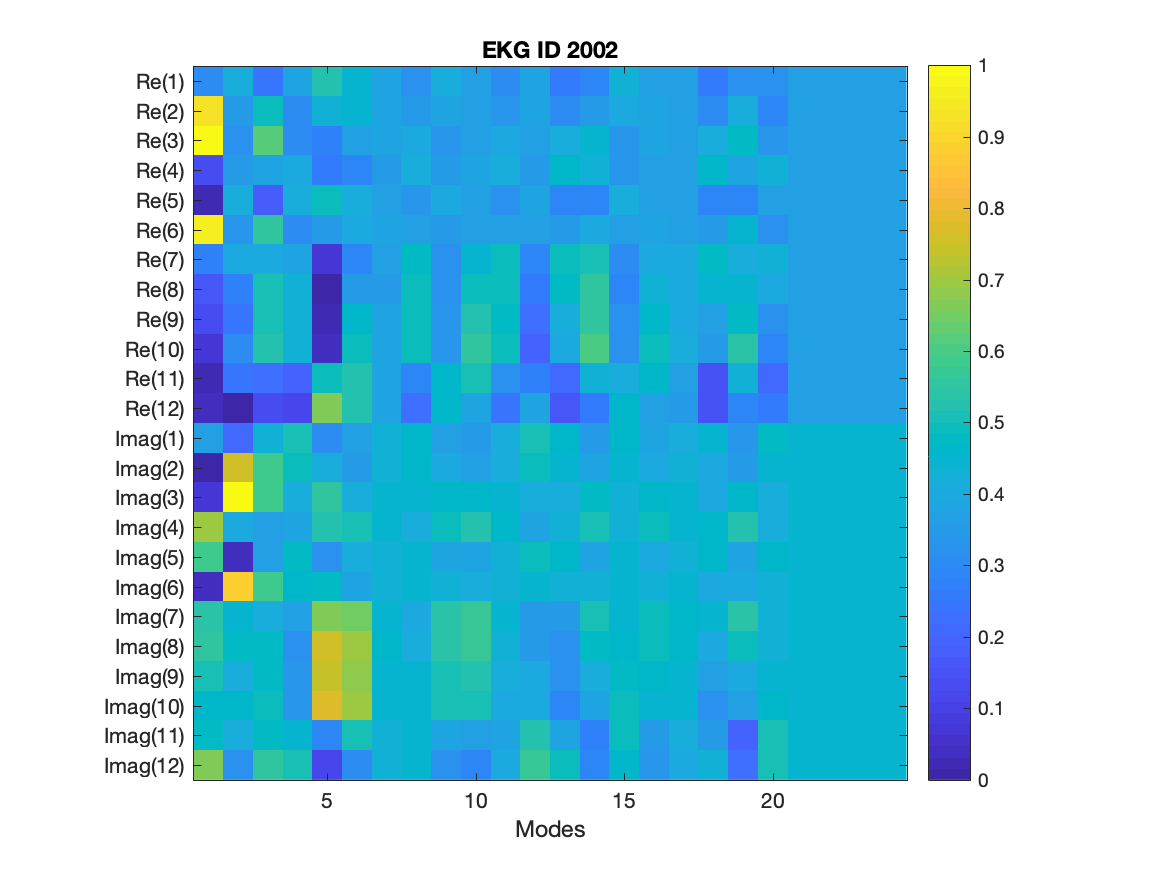 EKG ID 2002
Re(1)
Re(2)
Re(3)
Re(4)
Re(5)
Re(6)
Re(7)
Re(8)
Re(9)
Re(10)
Re(11)
Re(12)
Imag(1)
Imag(2)
Imag(3)
Imag(4)
Imag(5)
Imag(6)
Imag(7)
Imag(8)
Imag(9)
Imag(10)
Imag(11)
Imag(12)
5 10 15 20
Modes
1
0.9
0.8
0.7
0.6
0.5
0.4
0.3
0.2
0.1
0